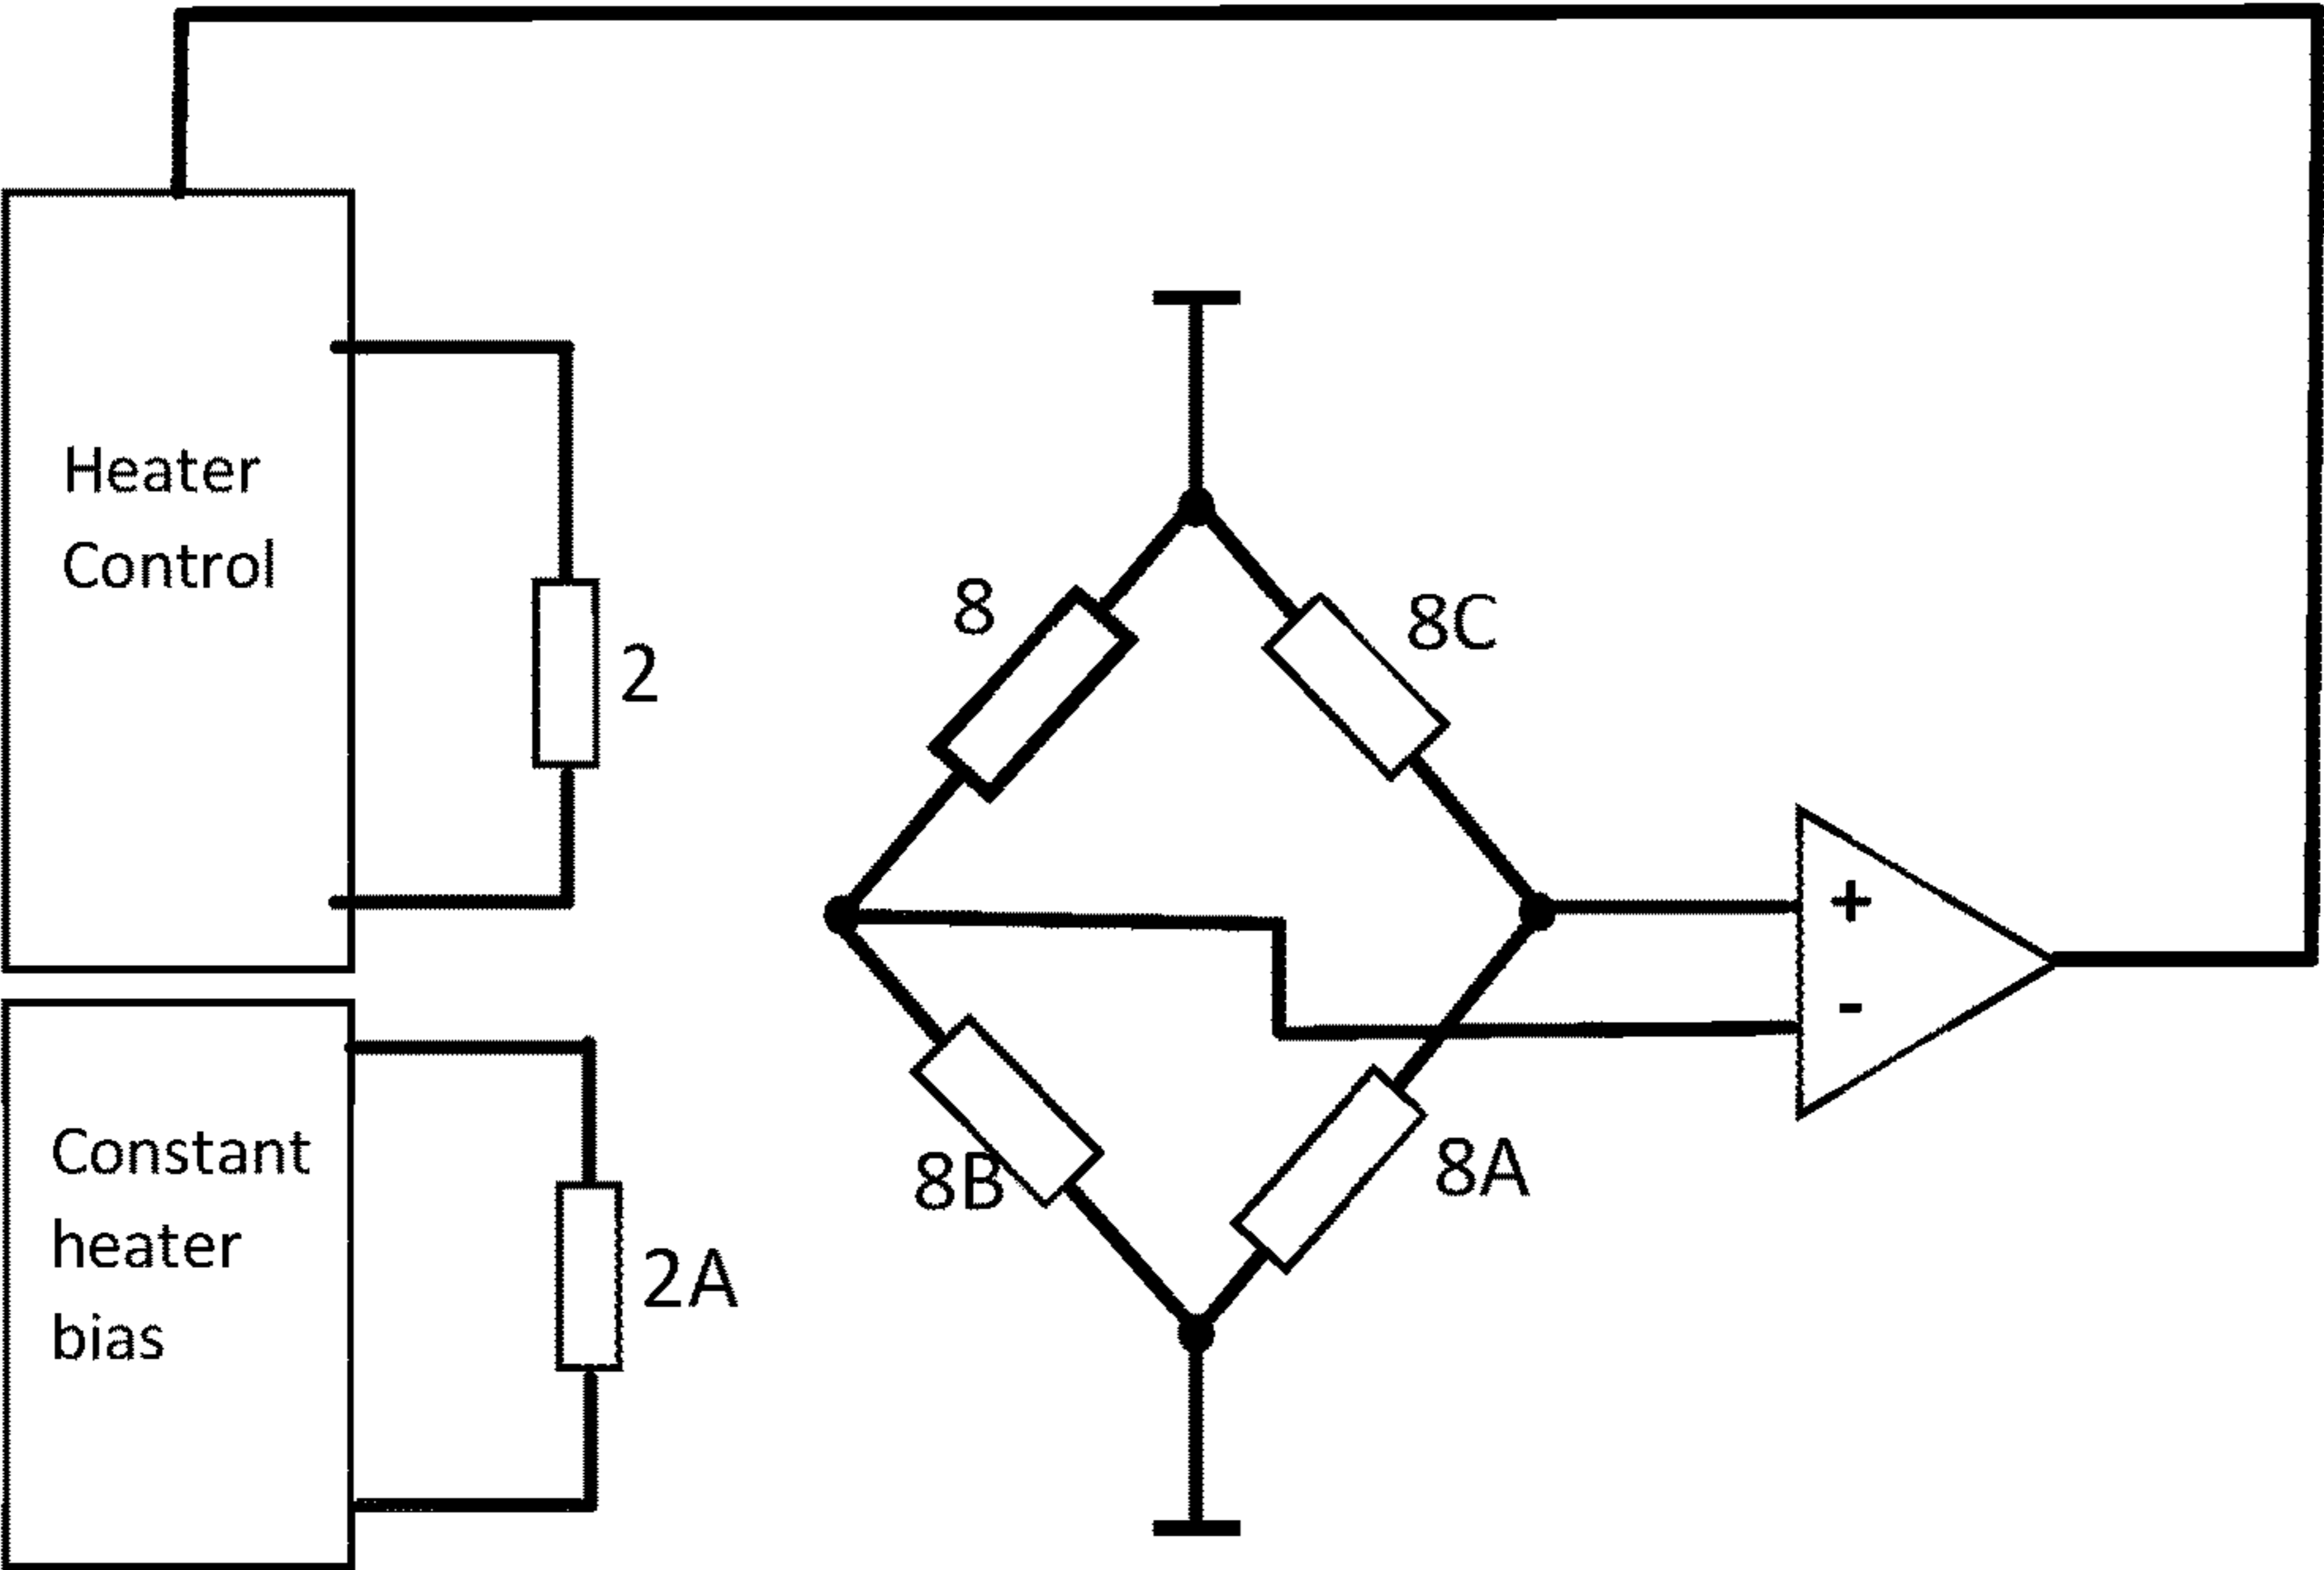 Heater
Control
2
8
8C
+
-
Constant
heater
bias
2A
8B
8A